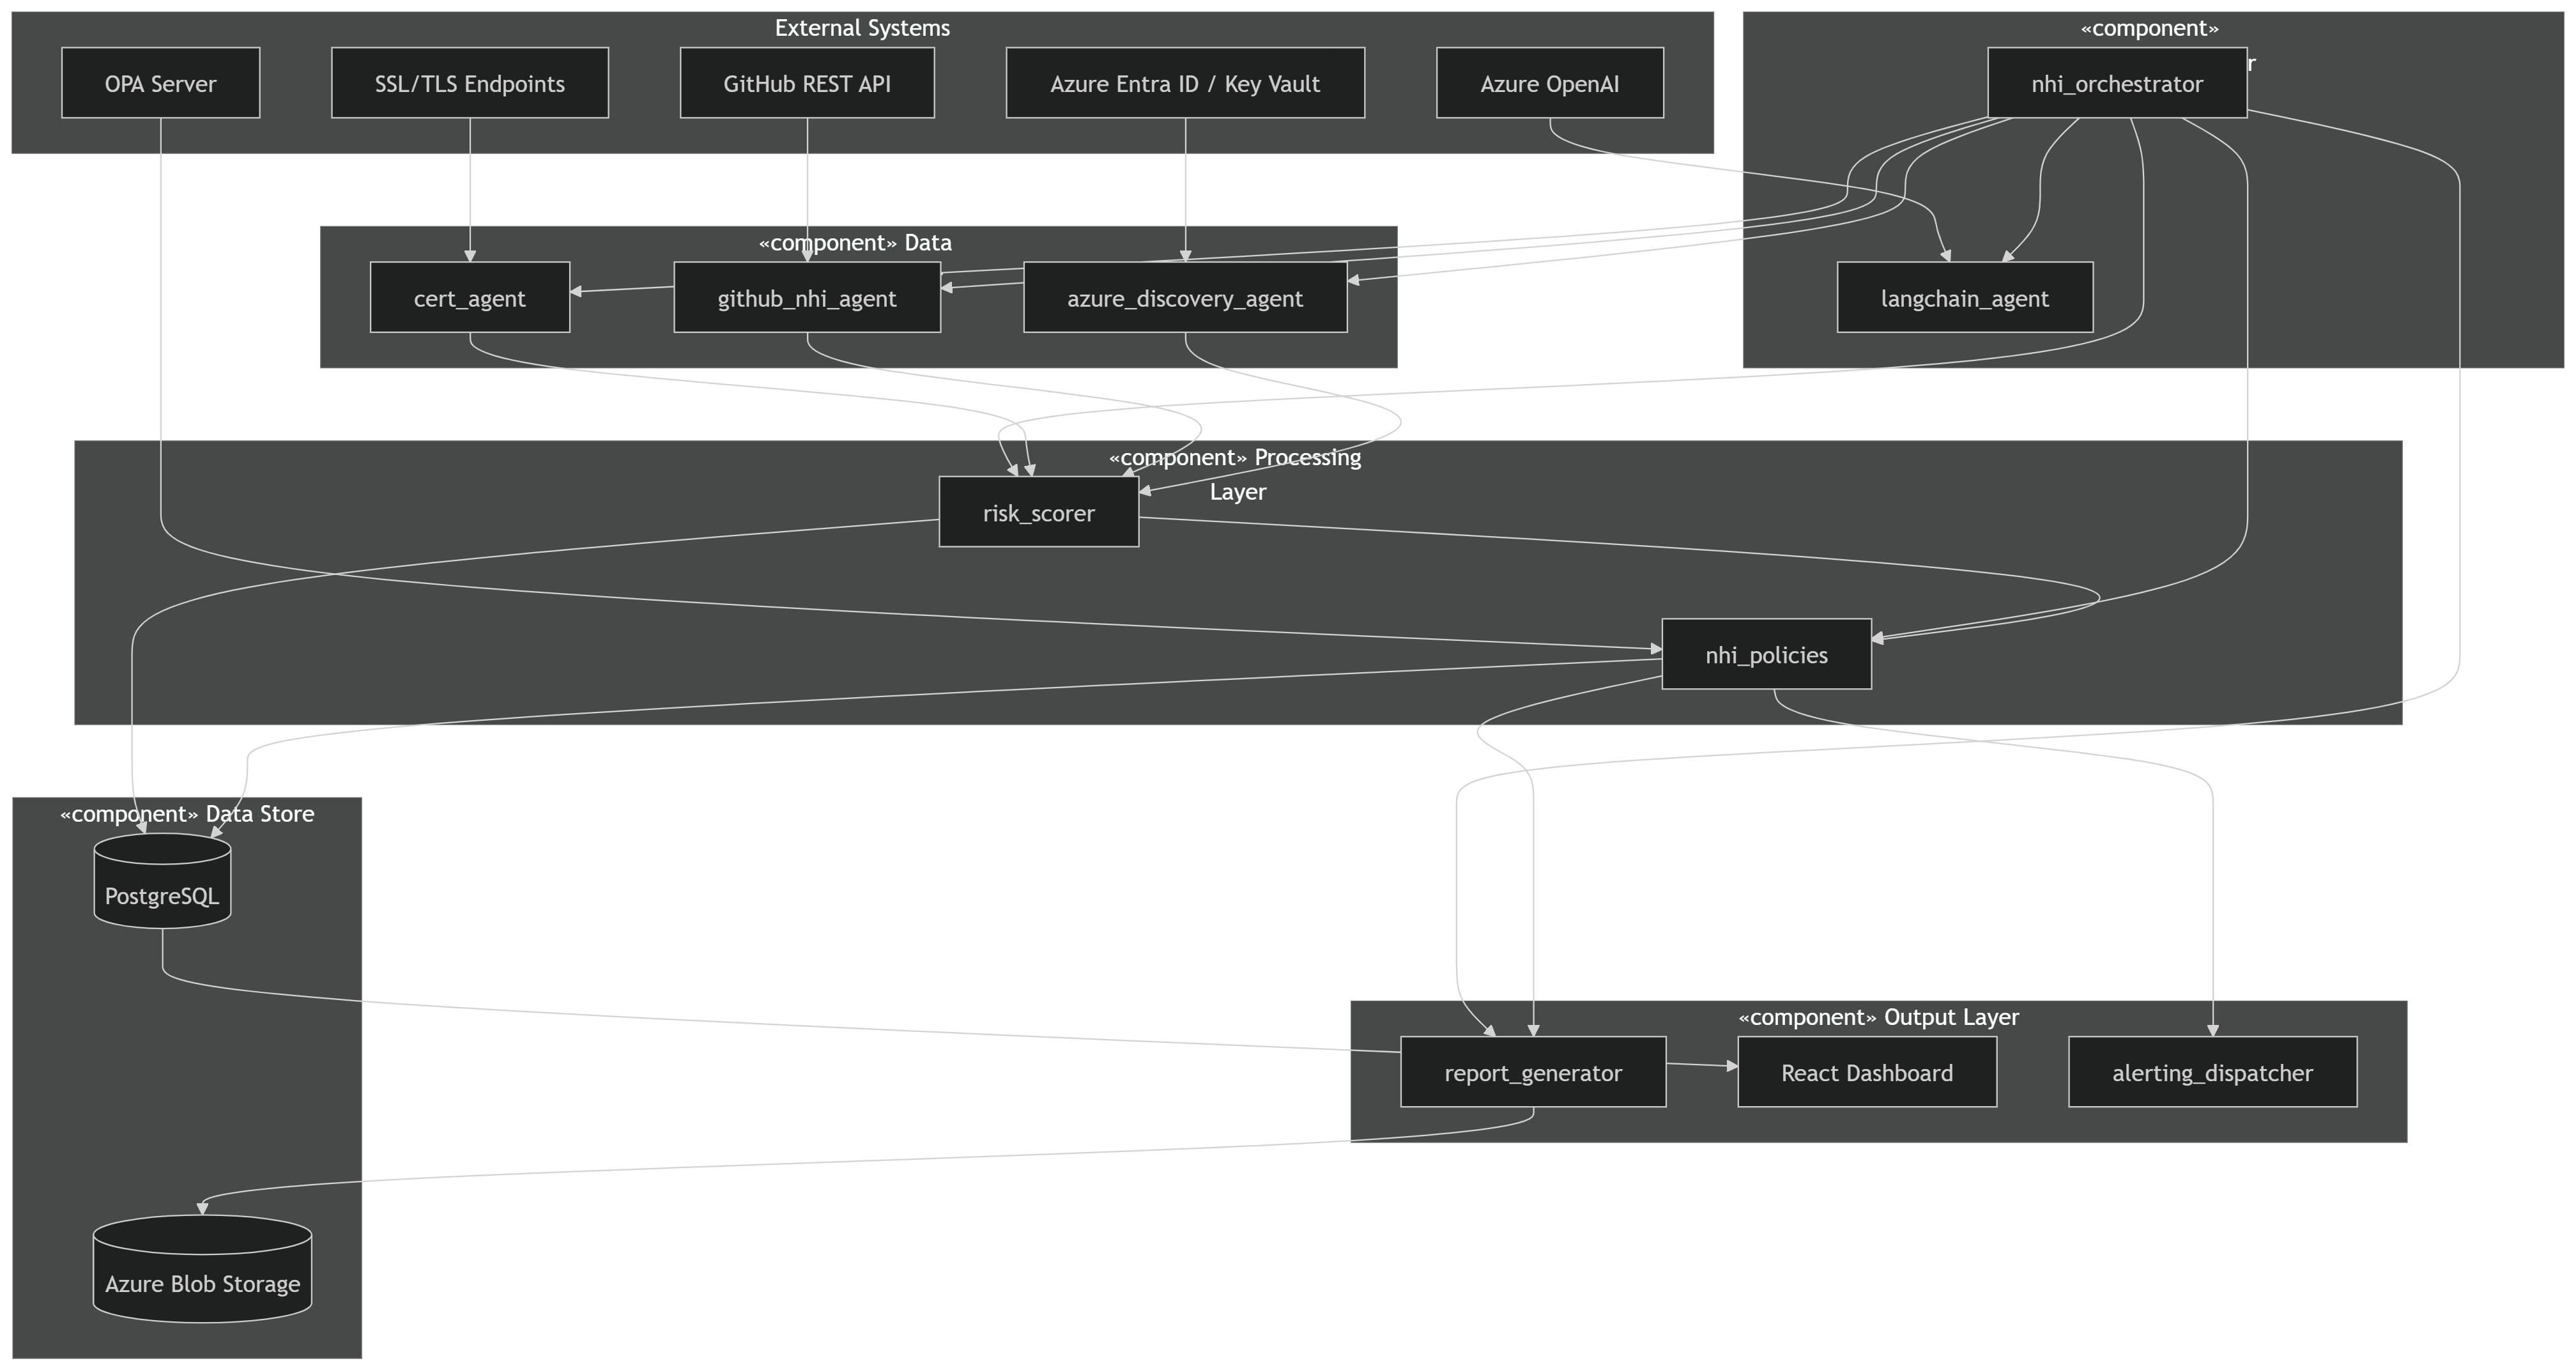 External Systems
OPA Server
SSL/TLS Endpoints
GitHub REST API
Azure Entra ID / Key Vault
Azure OpenAI
«component»
r
nhi_orchestrator
langchain_agent
«component» Data
cert_agent
github_nhi_agent
azure_discovery_agent
«component» Processing
Layer
risk_scorer
nhi_policies
«component» Data Store
PostgreSQL
Azure Blob Storage
«component» Output Layer
report_generator
React Dashboard
alerting_dispatcher